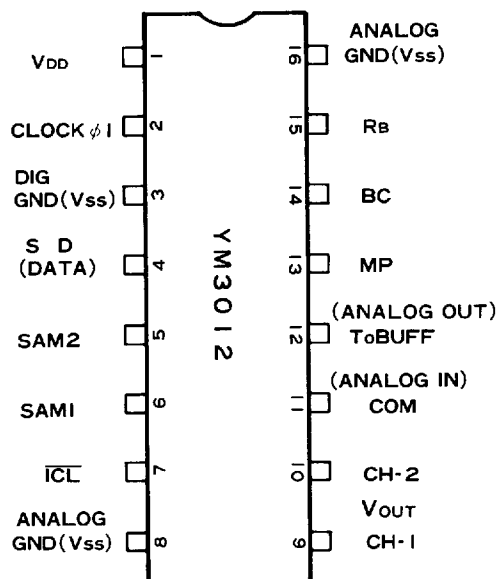 VDD
1
CLOCK φ1
2
DIG
GND(Vss)
3
S D
(DATA)
4
SAM2
5
SAM1
6
ICL
7
ANALOG
GND(Vss)
8
YM3012
ANALOG
GND(Vss)
16
RB
15
BC
14
MP
13
(ANALOG OUT)
ToBUFF
12
(ANALOG IN)
COM
11
CH-2
10
VOUT
CH-1
9